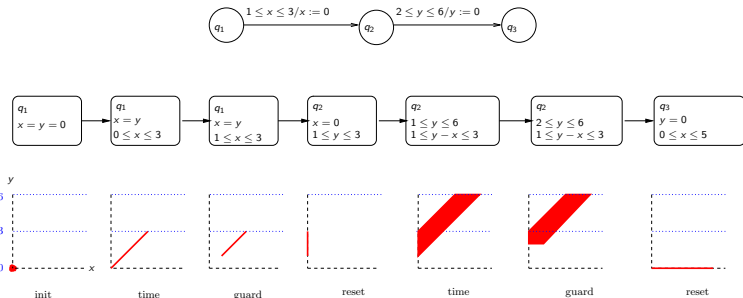 1 ≤ x ≤ 3/x := 0 2 ≤ y ≤ 6/y := 0
q₁ q₂ q₃
q₁ q₁ q₁ q₂ q₂ q₂ q₃
x = y = 0 x = y x = y x = 0 1 ≤ y ≤ 6 2 ≤ y ≤ 6 y = 0
0 ≤ x ≤ 3 1 ≤ x ≤ 3 1 ≤ y ≤ 3 1 ≤ y − x ≤ 3 1 ≤ y − x ≤ 3 0 ≤ x ≤ 5
y
6
3
0 x
init time guard reset time guard reset